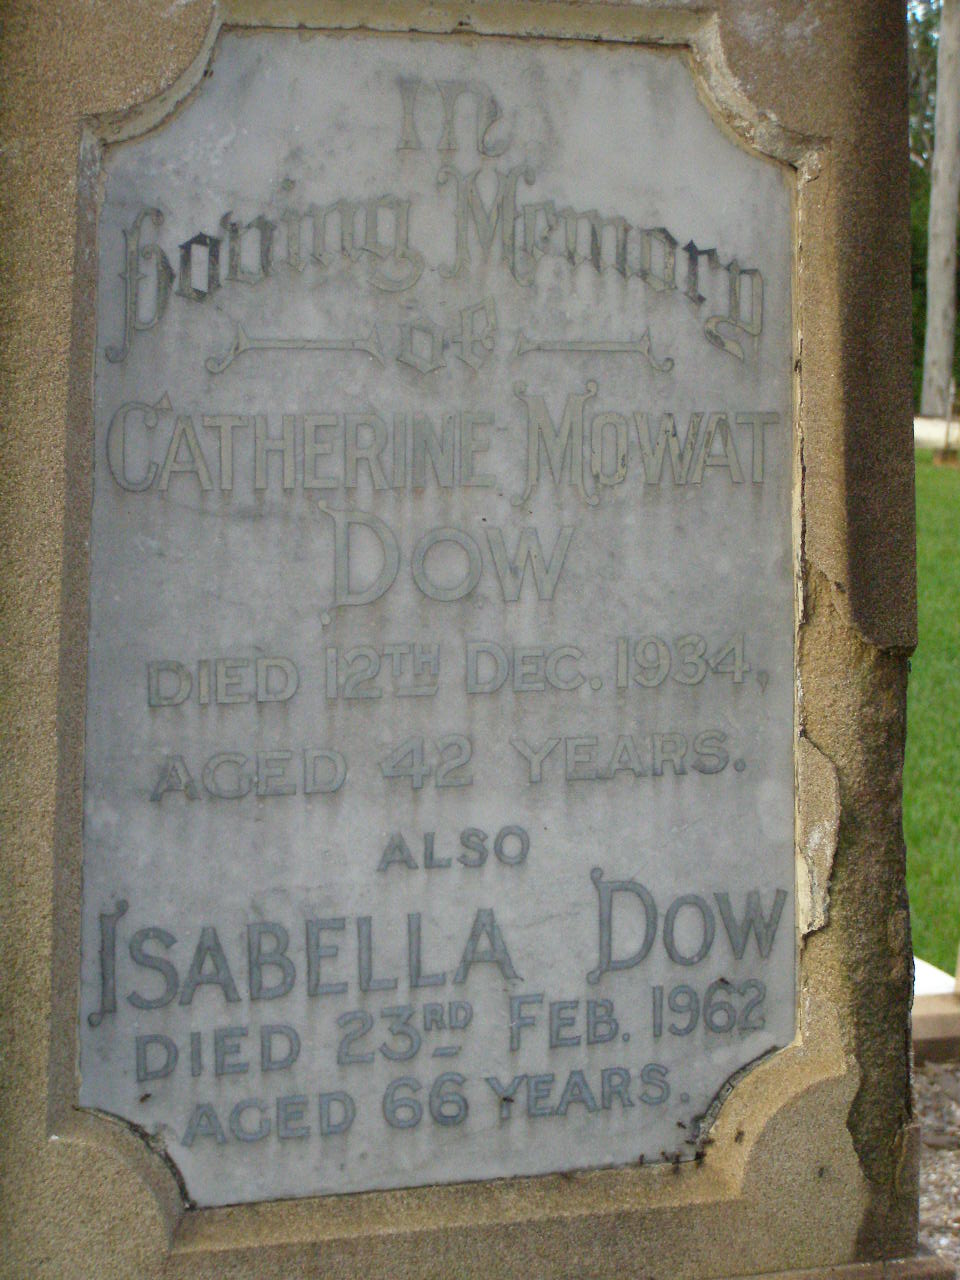 In
Loving Memory
of
CATHERINE MOWAT
DOW
DIED 12TH DEC. 1934,
AGED 42 YEARS.
ALSO
ISABELLA DOW
DIED 23RD FEB. 1962
AGED 66 YEARS.